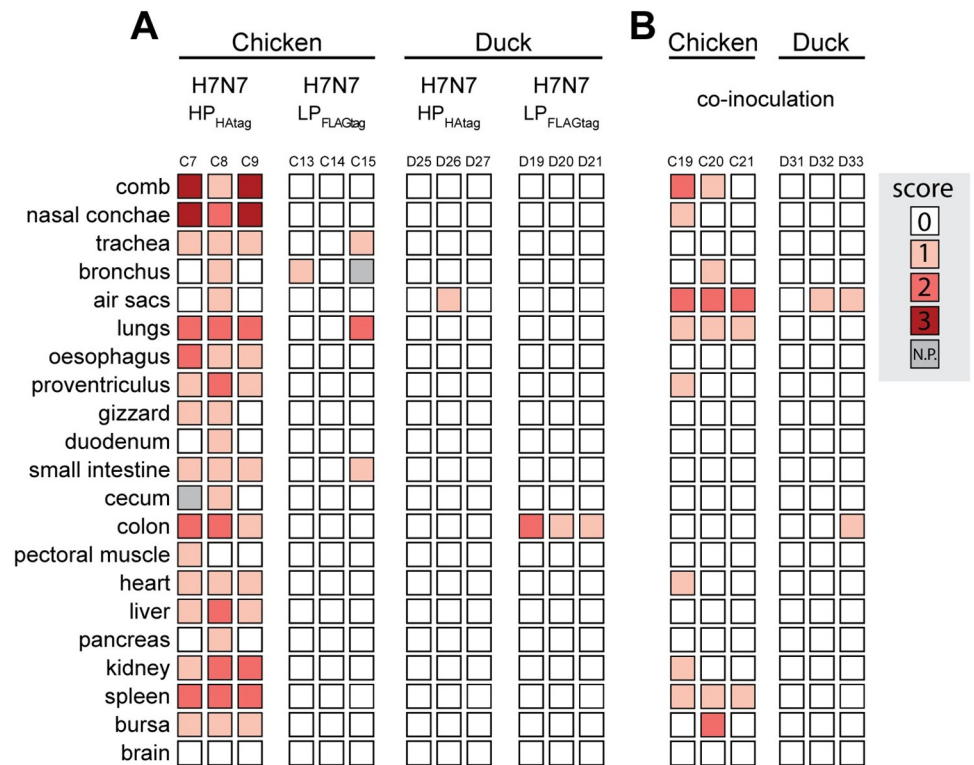 A B
Chicken Duck Chicken Duck
H7N7 H7N7 H7N7 H7N7
HPHAtag LPFLAGtag HPHAtag LPFLAGtag co-inoculation
C7 C8 C9 C13 C14 C15 D25 D26 D27 D19 D20 D21 C19 C20 C21 D31 D32 D33
comb
nasal conchae
trachea
bronchus
air sacs
lungs
oesophagus
proventriculus
gizzard
duodenum
small intestine
cecum
colon
pectoral muscle
heart
liver
pancreas
kidney
spleen
bursa
brain
score
0
1
2
3
N.P.